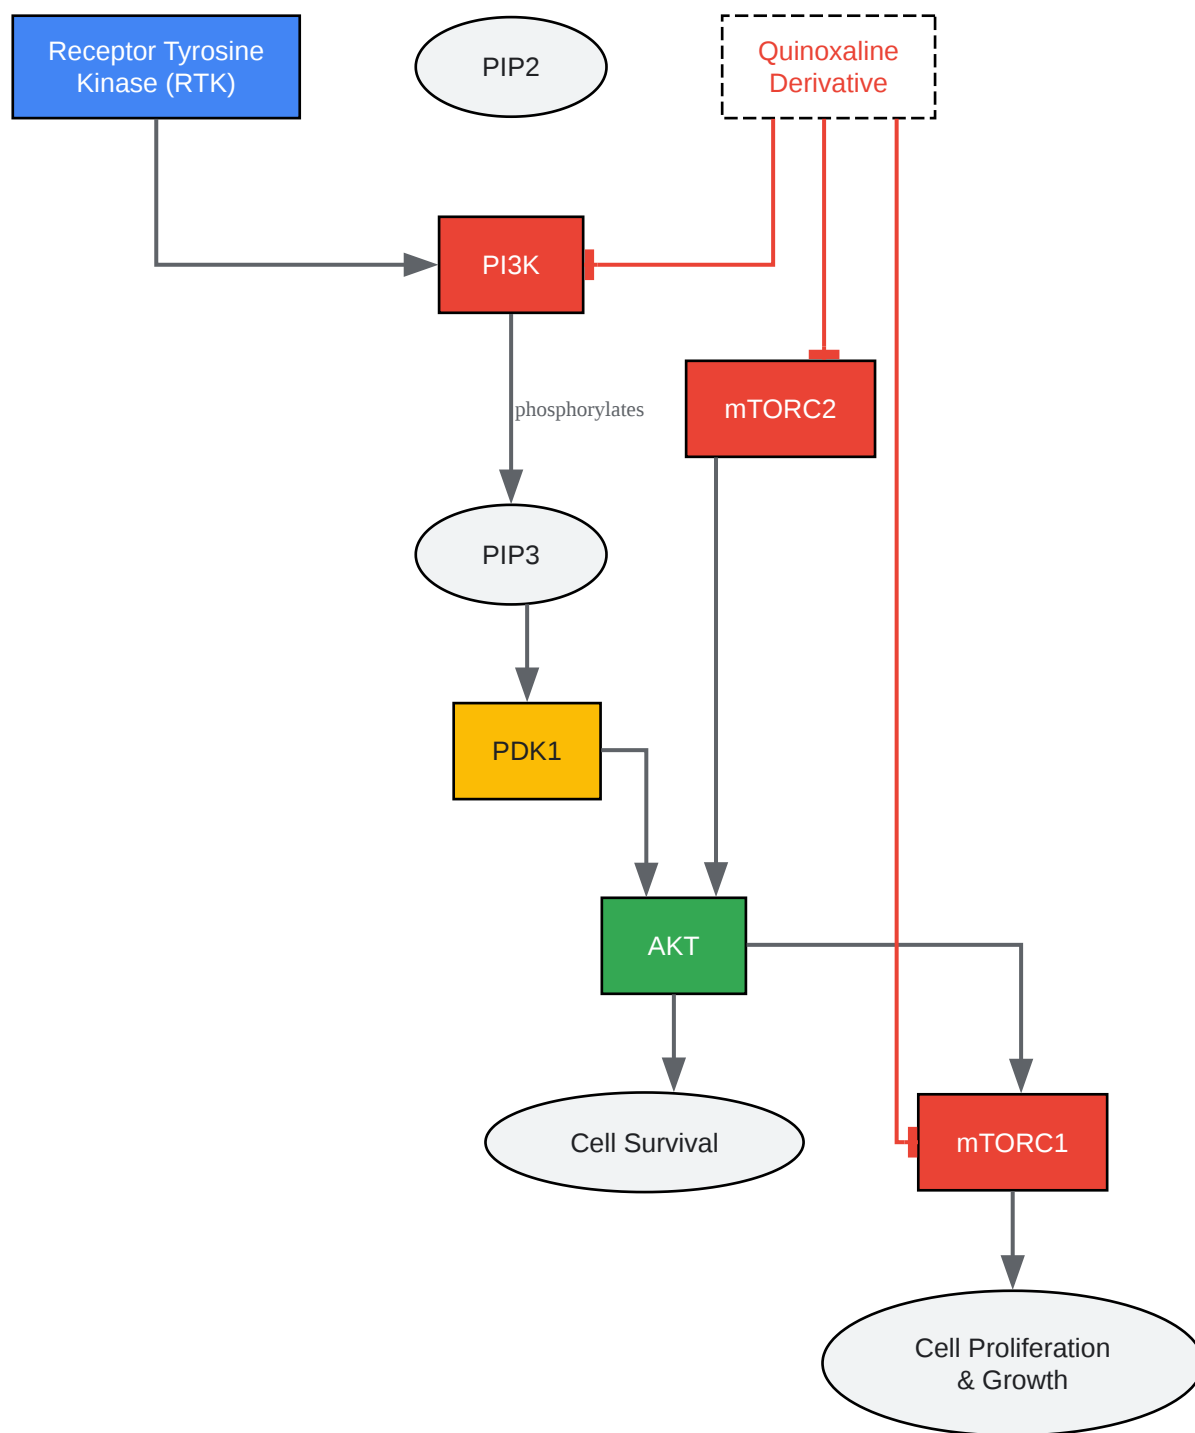 Receptor Tyrosine
Kinase (RTK)
PIP2
Quinoxaline
Derivative
PI3K
phosphorylates
mTORC2
PIP3
PDK1
AKT
Cell Survival
mTORC1
Cell Proliferation
& Growth